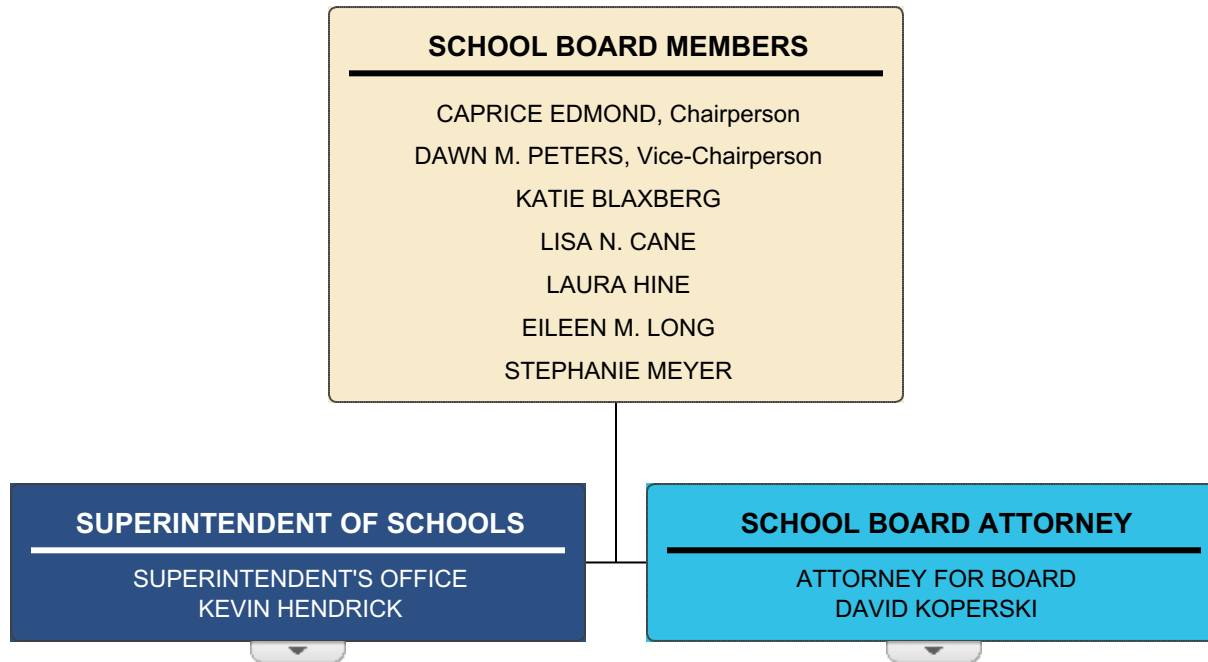 SCHOOL BOARD MEMBERS
CAPRICE EDMOND, Chairperson
DAWN M. PETERS, Vice-Chairperson
KATIE BLAXBERG
LISA N. CANE
LAURA HINE
EILEEN M. LONG
STEPHANIE MEYER
SUPERINTENDENT OF SCHOOLS
SUPERINTENDENT'S OFFICE
KEVIN HENDRICK
SCHOOL BOARD ATTORNEY
ATTORNEY FOR BOARD
DAVID KOPERSKI